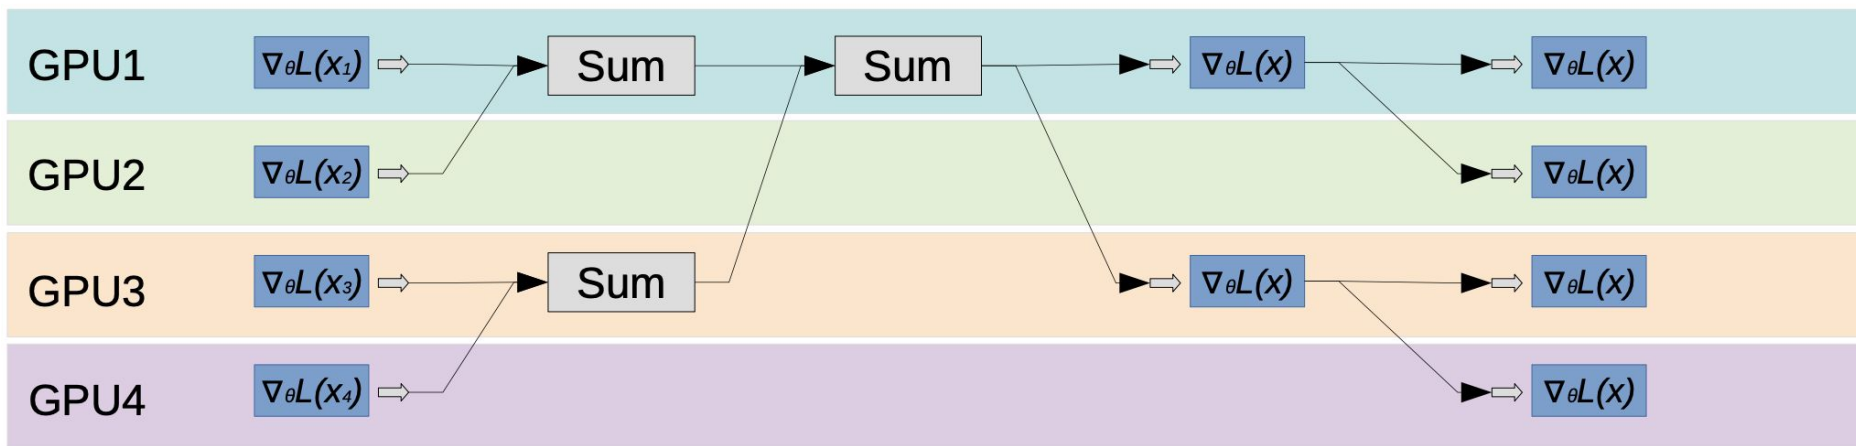 GPU1 ∇θL(x₁) Sum Sum ∇θL(x) ∇θL(x)
GPU2 ∇θL(x₂) ∇θL(x)
GPU3 ∇θL(x₃) Sum ∇θL(x) ∇θL(x)
GPU4 ∇θL(x₄) ∇θL(x)